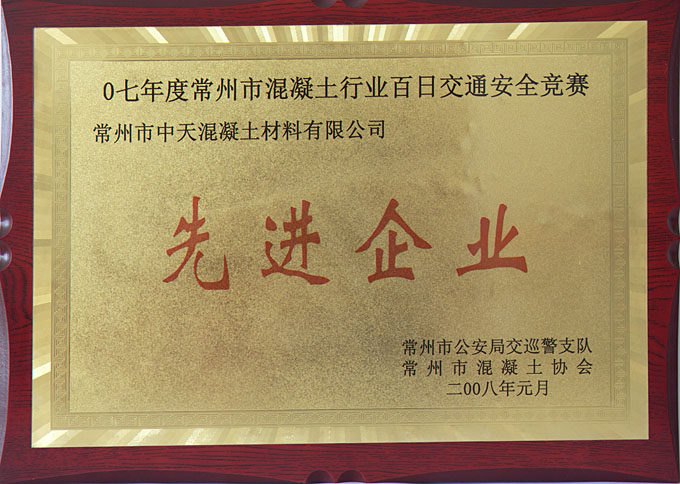 0七年度常州市混凝土行业百日交通安全竞赛
常州市中天混凝土材料有限公司
先进企业
常州市公安局交巡警支队
常州市混凝土协会
二00八年元月